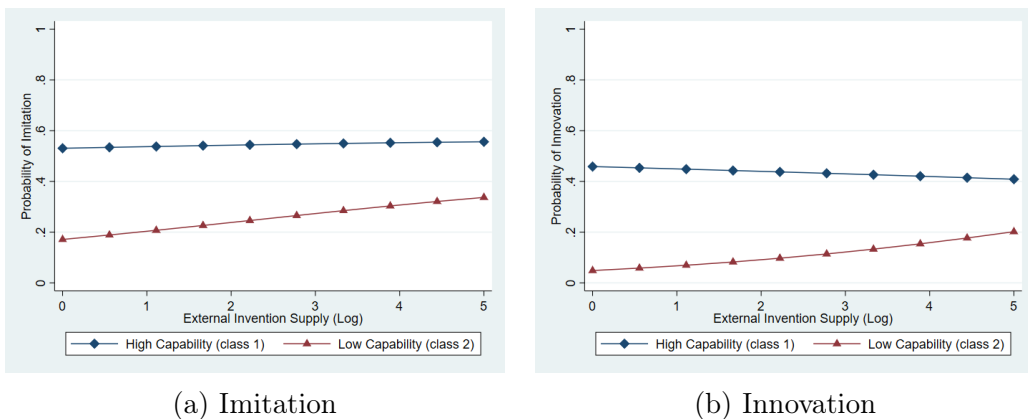 Probability of Imitation
1
.8
.6
.4
.2
0
0 1 2 3 4 5
External Invention Supply (Log)
High Capability (class 1) Low Capability (class 2)
(a) Imitation
Probability of Innovation
1
.8
.6
.4
.2
0
0 1 2 3 4 5
External Invention Supply (Log)
High Capability (class 1) Low Capability (class 2)
(b) Innovation